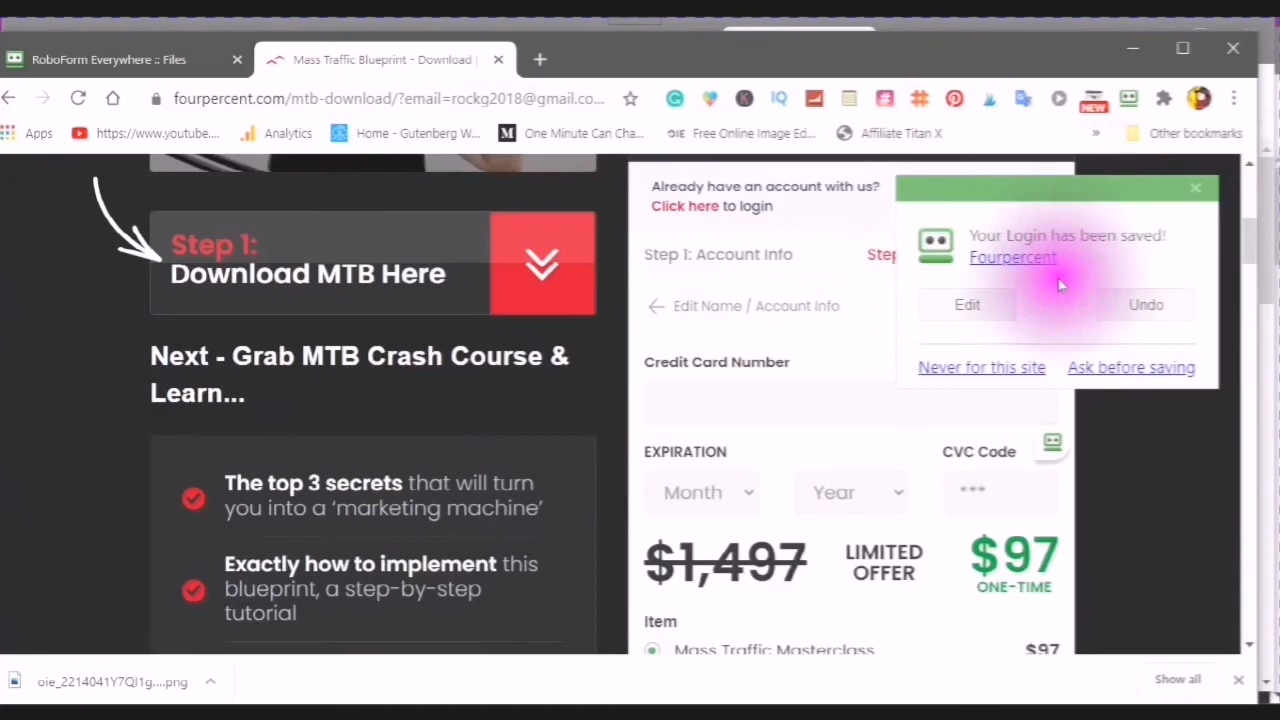 RoboForm Everywhere :: Files
Mass Traffic Blueprint - Download |
fourpercent.com/mtb-download/?email=rockg2018@gmail.co...
IQ
NEW
Apps
https://www.youtube....
Analytics
Home - Gutenberg W...
M
One Minute Can Cha...
OIE
Free Online Image Ed...
Affiliate Titan X
»
Other bookmarks
Step 1:
Download MTB Here
Next - Grab MTB Crash Course &
Learn...
The top 3 secrets that will turn
you into a ‘marketing machine’
Exactly how to implement this
blueprint, a step-by-step
tutorial
Already have an account with us?
Click here to login
Step 1: Account Info
Step
Edit Name / Account Info
Credit Card Number
EXPIRATION
CVC Code
Month
Year
***
$1,497
LIMITED
OFFER
$97
ONE-TIME
Item
Mass Traffic Masterclass
$97
Your Login has been saved!
Fourpercent
Edit
Undo
Never for this site
Ask before saving
oie_2214041Y7QI1g....png
Show all